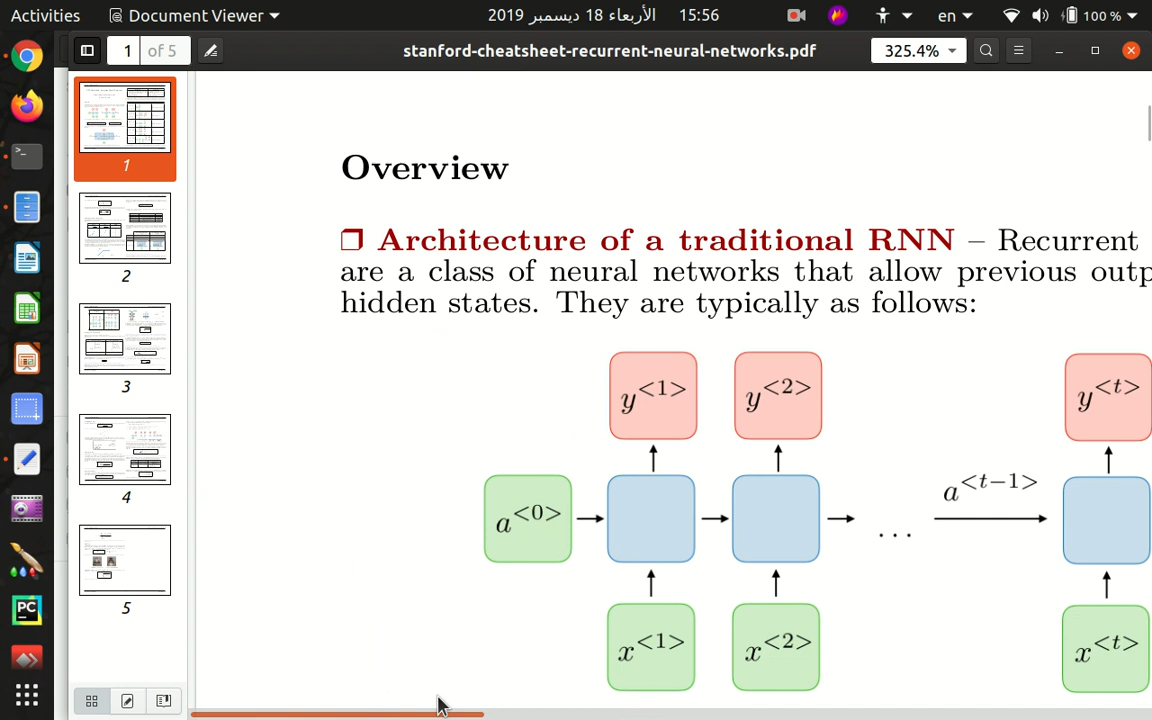 Activities Document Viewer الأربعاء 18 ديسمبر 2019 15:56 en 100 %
1 of 5 stanford-cheatsheet-recurrent-neural-networks.pdf 325.4%
1
2
3
4
5
Overview
Architecture of a traditional RNN – Recurrent
are a class of neural networks that allow previous outp
hidden states. They are typically as follows:
y<1> y<2> y<t>
a<0> ... a<t−1>
x<1> x<2> x<t>
PC